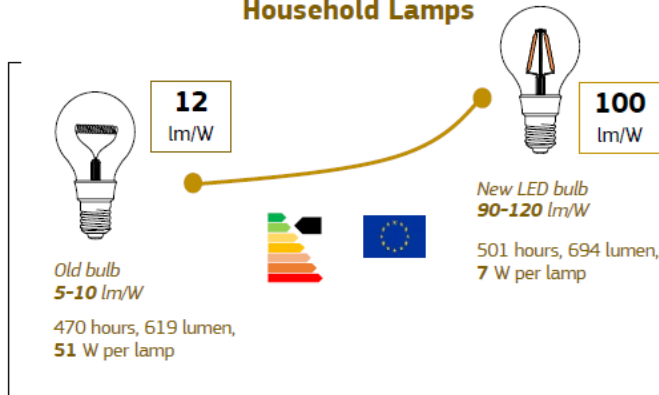 Household Lamps
12
lm/W
100
lm/W
Old bulb
5-10 lm/W
470 hours, 619 lumen,
51 W per lamp
New LED bulb
90-120 lm/W
501 hours, 694 lumen,
7 W per lamp